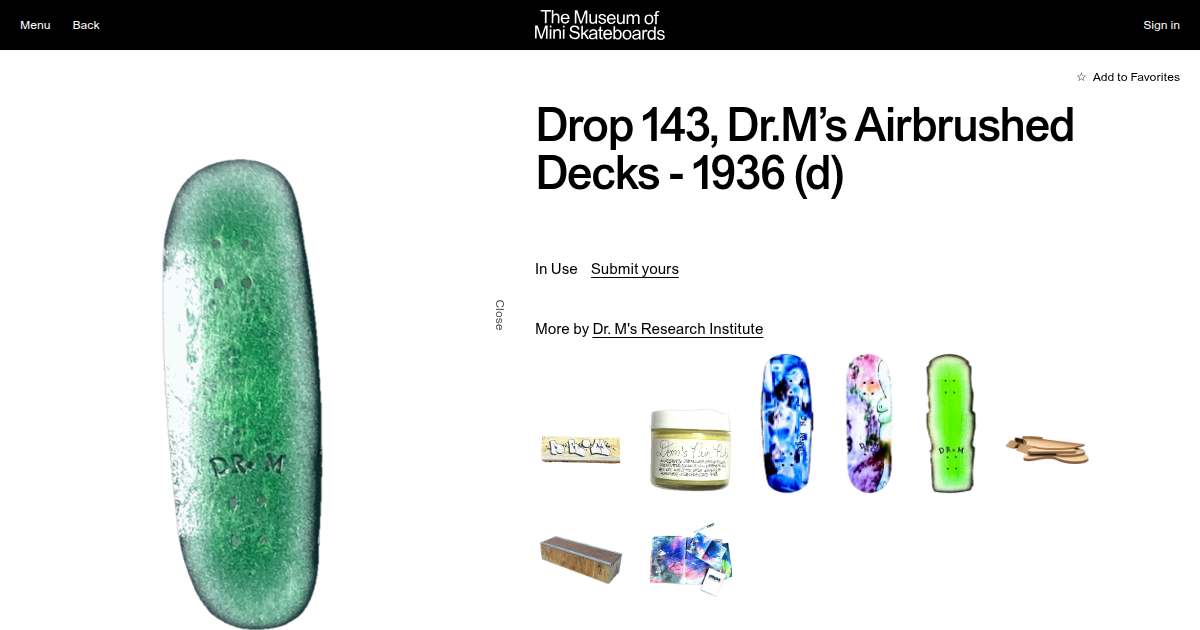 Menu
Back
The Museum of
Mini Skateboards
Sign in
☆ Add to Favorites
Drop 143, Dr.M’s Airbrushed
Decks - 1936 (d)
In Use
Submit yours
Close
More by Dr. M's Research Institute
DR. M
DR M